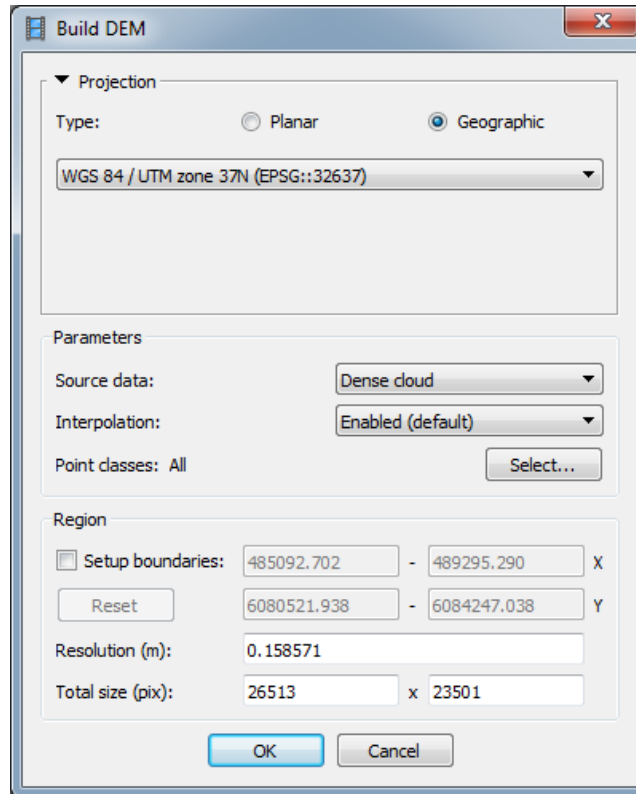 Build DEM
Projection
Type: Planar Geographic
WGS 84 / UTM zone 37N (EPSG::32637)
Parameters
Source data: Dense cloud
Interpolation: Enabled (default)
Point classes: All Select...
Region
Setup boundaries: 485092.702 - 489295.290 X
Reset 6080521.938 - 6084247.038 Y
Resolution (m): 0.158571
Total size (pix): 26513 x 23501
OK Cancel